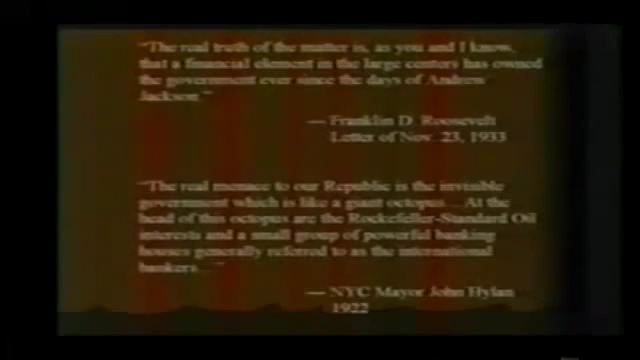 "The real truth of the matter is, as you and I know,
that a financial element in the large centers has owned
the government ever since the days of Andrew
Jackson."
— Franklin D. Roosevelt
Letter of Nov. 23, 1933
"The real menace to our Republic is the invisible
government which is like a giant octopus... At the
head of this octopus are the Rockefeller-Standard Oil
interests and a small group of powerful banking
houses generally referred to as the international
bankers..."
— NYC Mayor John Hylan
1922